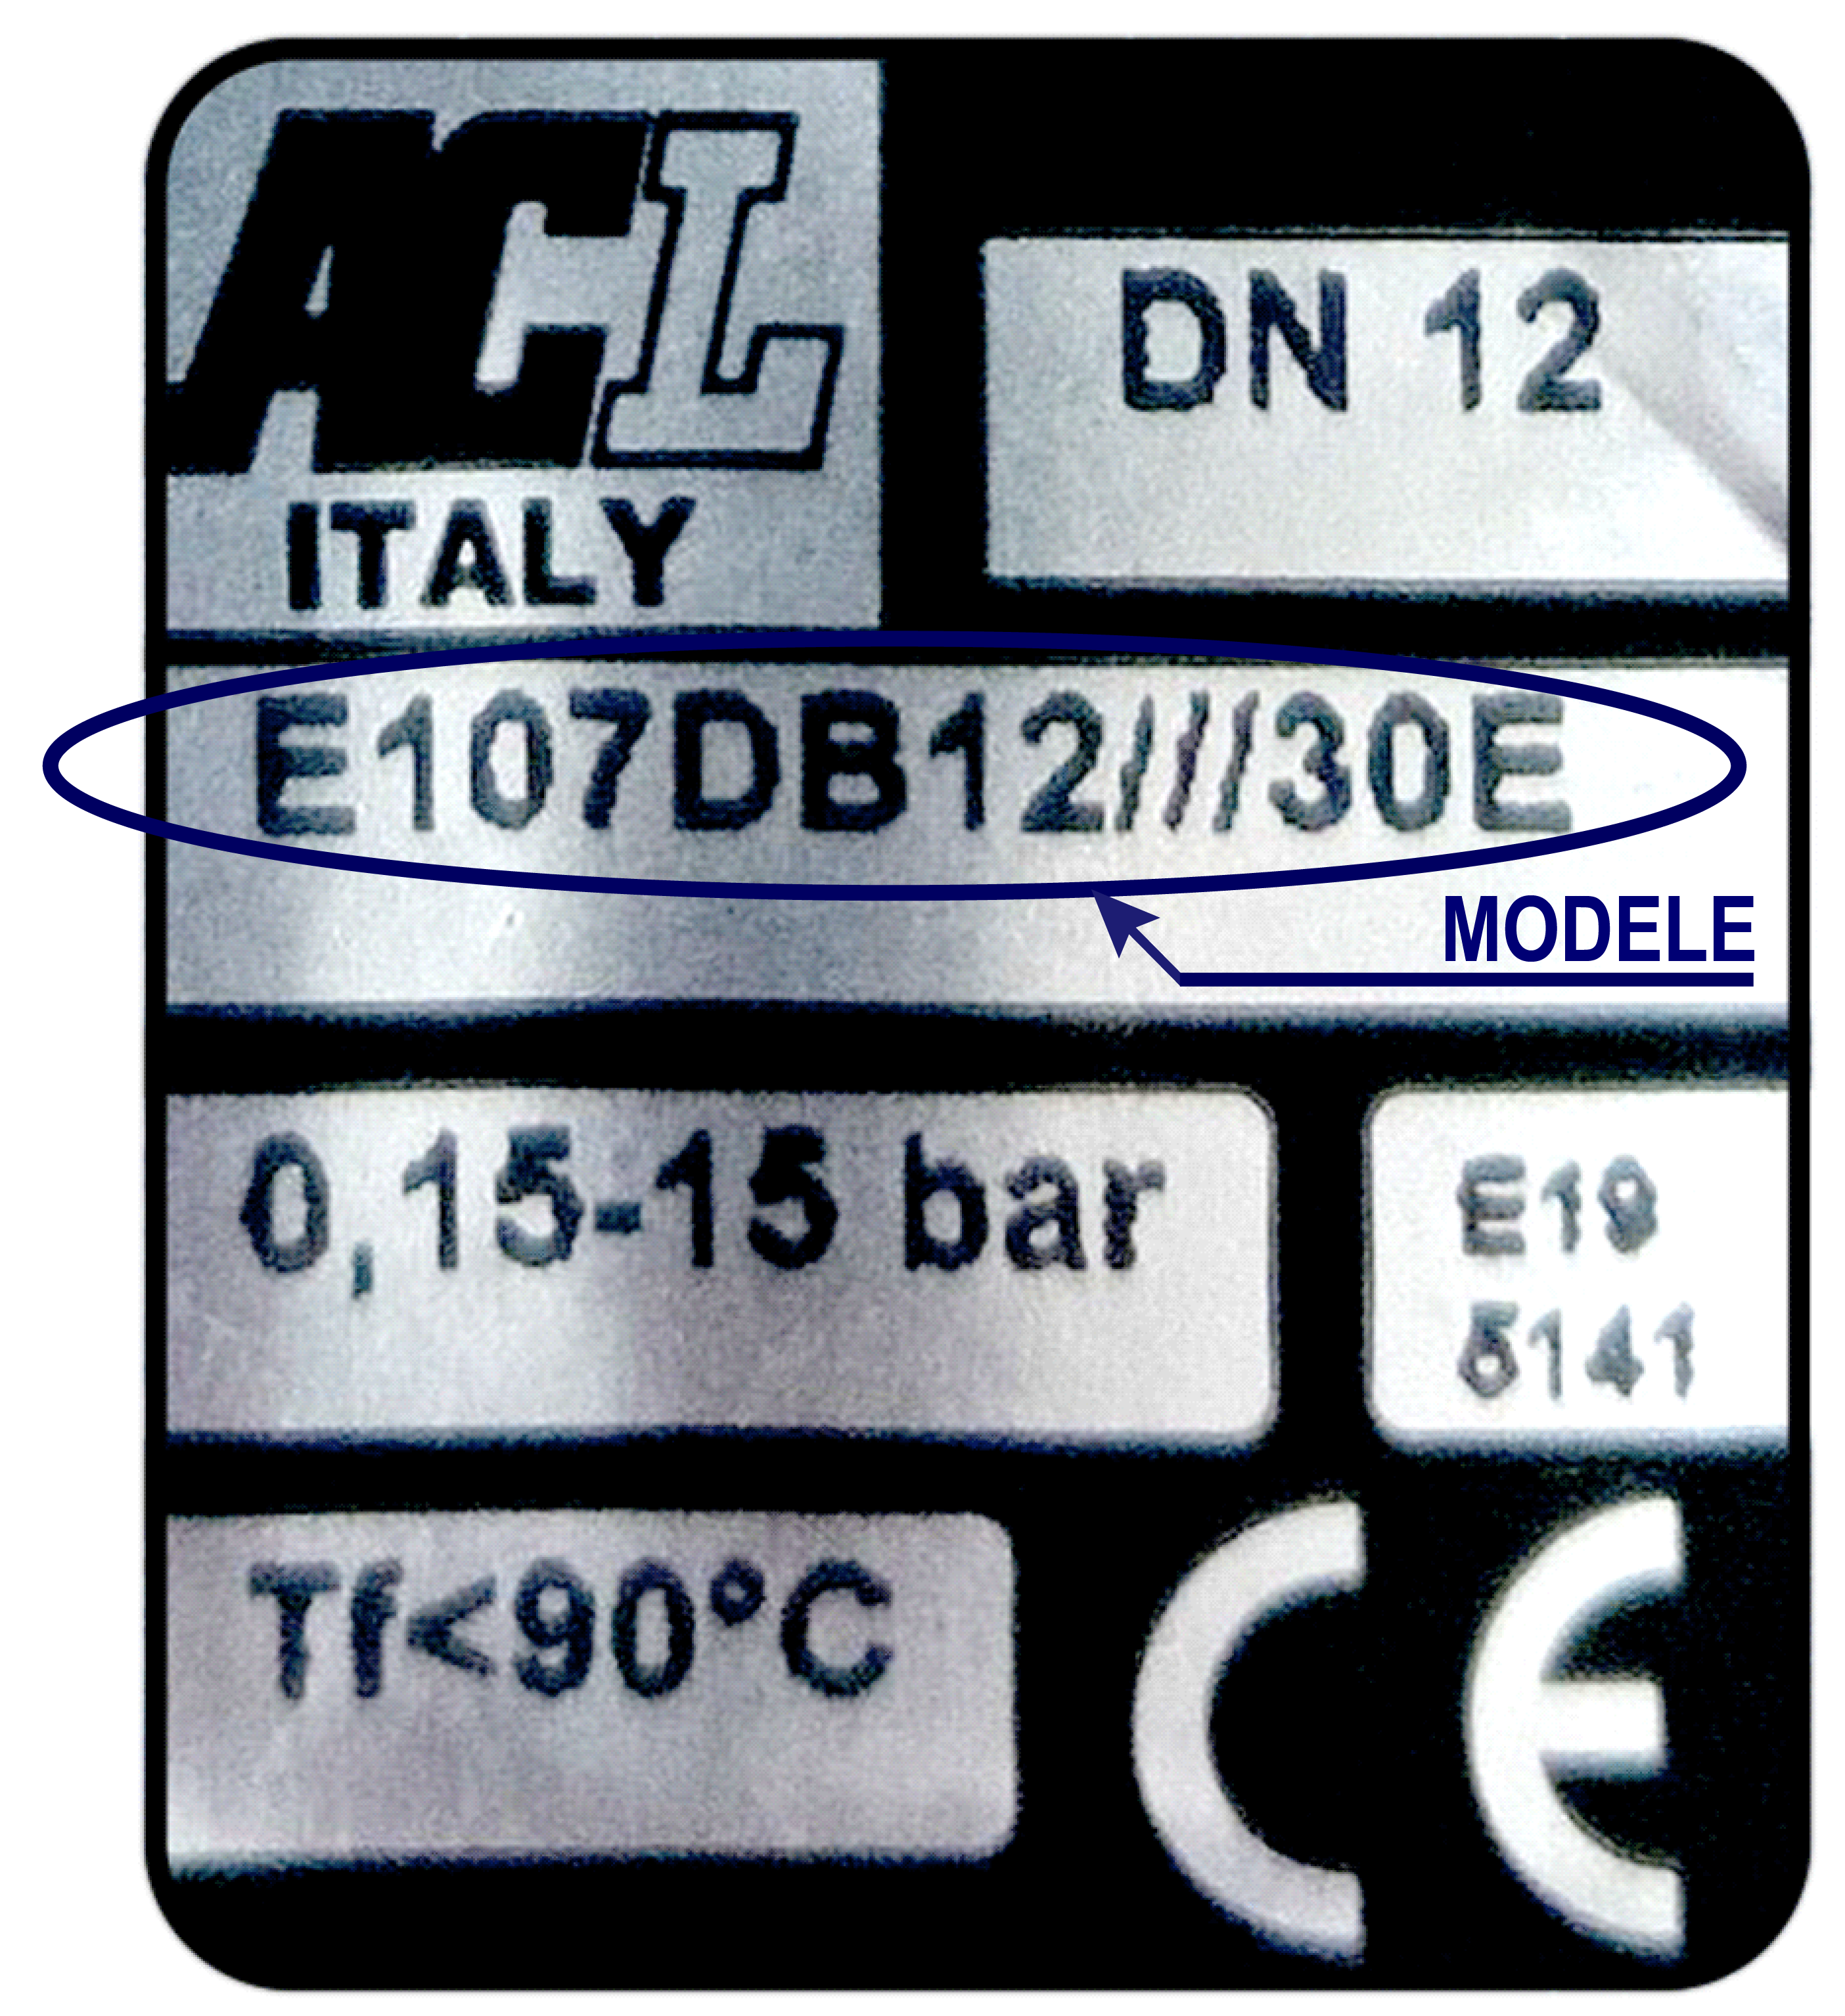 ACL
ITALY
DN 12
E107DB12///30E
MODELE
0,15-15 bar
E19
5141
Tf<90°C
CE